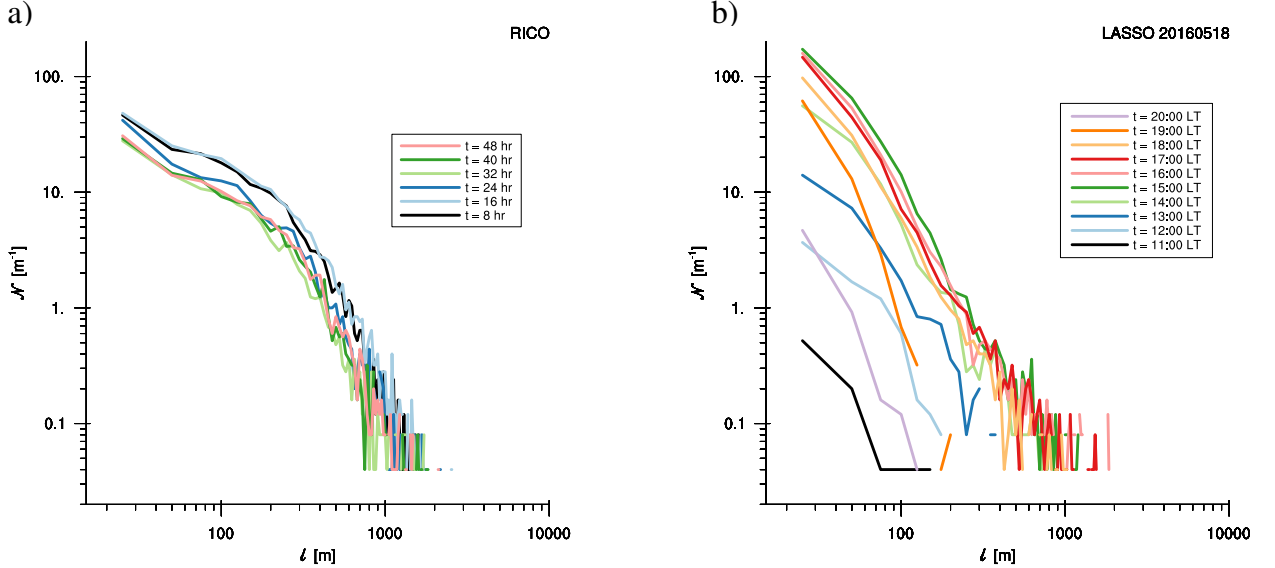 a)
RICO
100.
10.
1.
0.1
𝒩 [m⁻¹]
t = 48 hr
t = 40 hr
t = 32 hr
t = 24 hr
t = 16 hr
t = 8 hr
100
1000
10000
ℓ [m]
b)
LASSO 20160518
100.
10.
1.
0.1
𝒩 [m⁻¹]
t = 20:00 LT
t = 19:00 LT
t = 18:00 LT
t = 17:00 LT
t = 16:00 LT
t = 15:00 LT
t = 14:00 LT
t = 13:00 LT
t = 12:00 LT
t = 11:00 LT
100
1000
10000
ℓ [m]